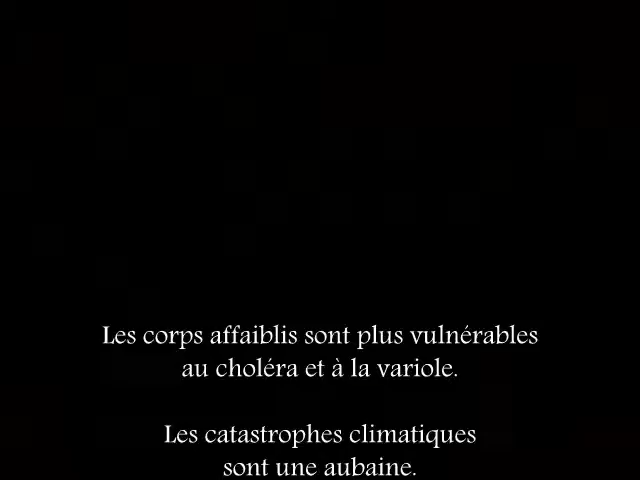 Les corps affaiblis sont plus vulnérables
au choléra et à la variole.
Les catastrophes climatiques
sont une aubaine.